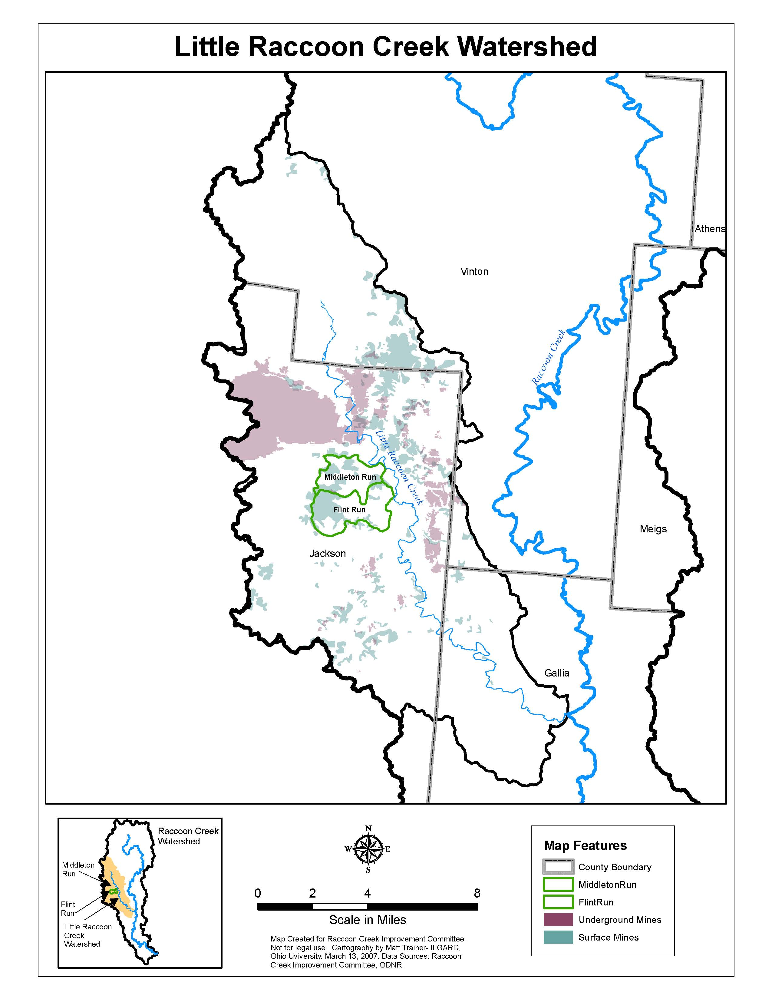 Little Raccoon Creek Watershed
Athens
Vinton
Raccoon Creek
Little Raccoon Creek
Middleton Run
Flint Run
Meigs
Jackson
Gallia
Raccoon Creek
Watershed
Middleton
Run
Flint
Run
Little Raccoon
Creek
Watershed
N
W
E
S
0
2
4
8
Scale in Miles
Map Created for Raccoon Creek Improvement Committee.
Not for legal use. Cartography by Matt Trainer- ILGARD,
Ohio Uviversity. March 13, 2007. Data Sources: Raccoon
Creek Improvement Committee, ODNR.
Map Features
County Boundary
MiddletonRun
FlintRun
Underground Mines
Surface Mines